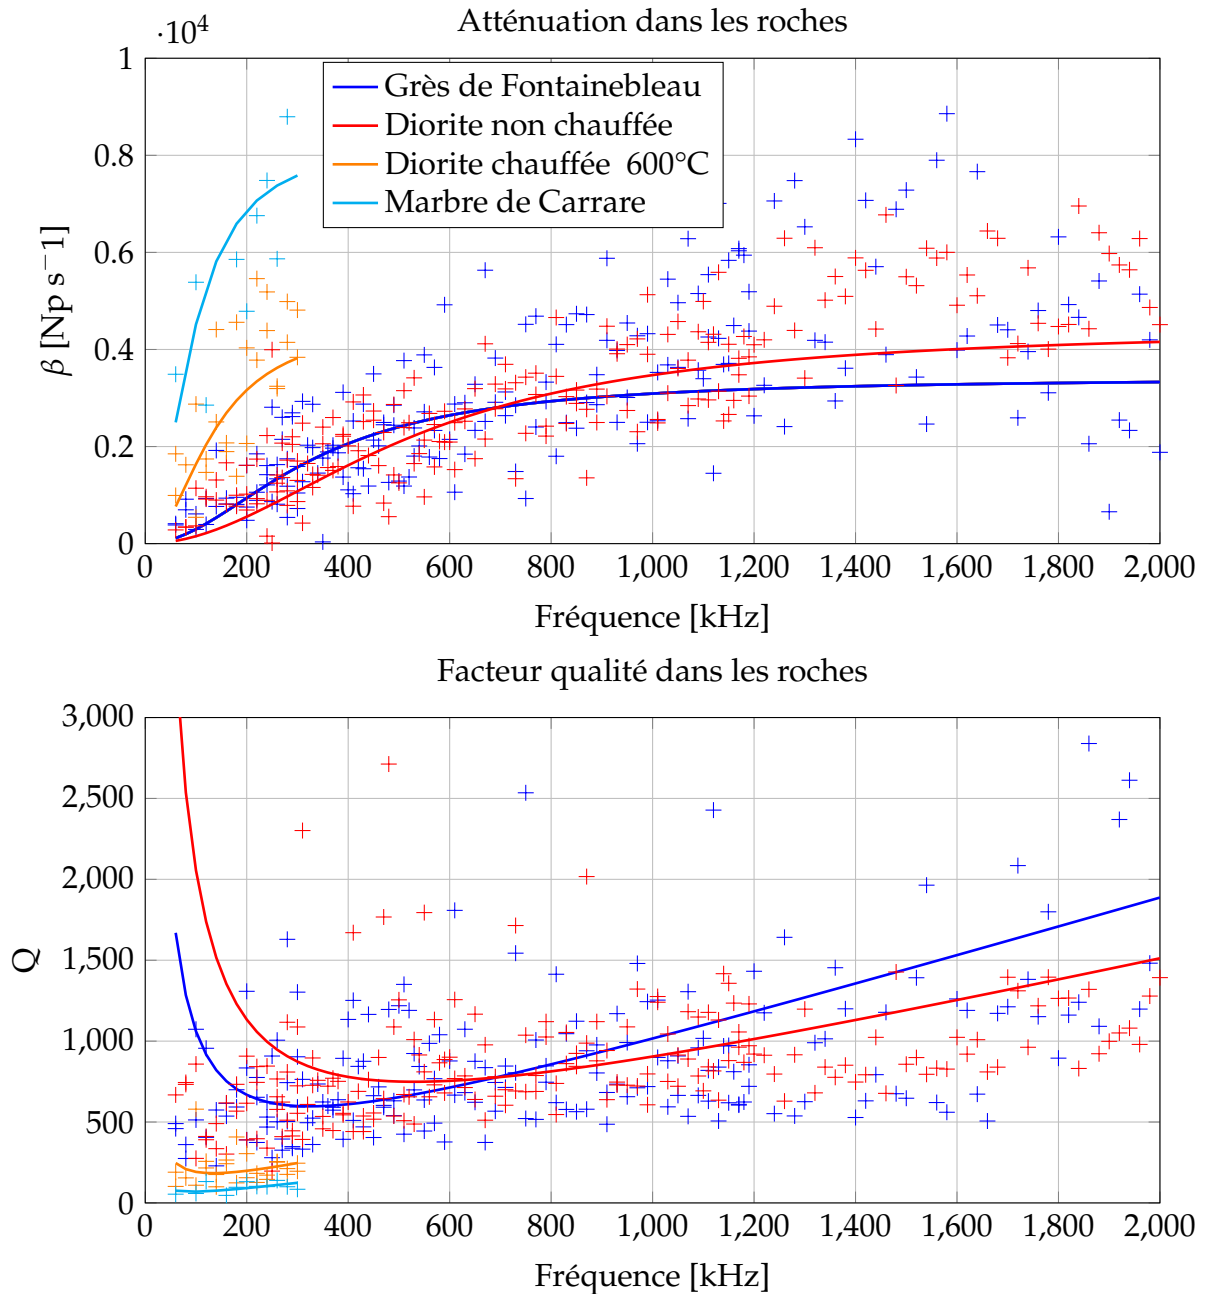 Atténuation dans les roches
·10⁴
1
0.8
0.6
0.4
0.2
0
β [Np s−1]
Grès de Fontainebleau
Diorite non chauffée
Diorite chauffée 600°C
Marbre de Carrare
0 200 400 600 800 1,000 1,200 1,400 1,600 1,800 2,000
Fréquence [kHz]
Facteur qualité dans les roches
3,000
2,500
2,000
1,500
1,000
500
0
Q
0 200 400 600 800 1,000 1,200 1,400 1,600 1,800 2,000
Fréquence [kHz]